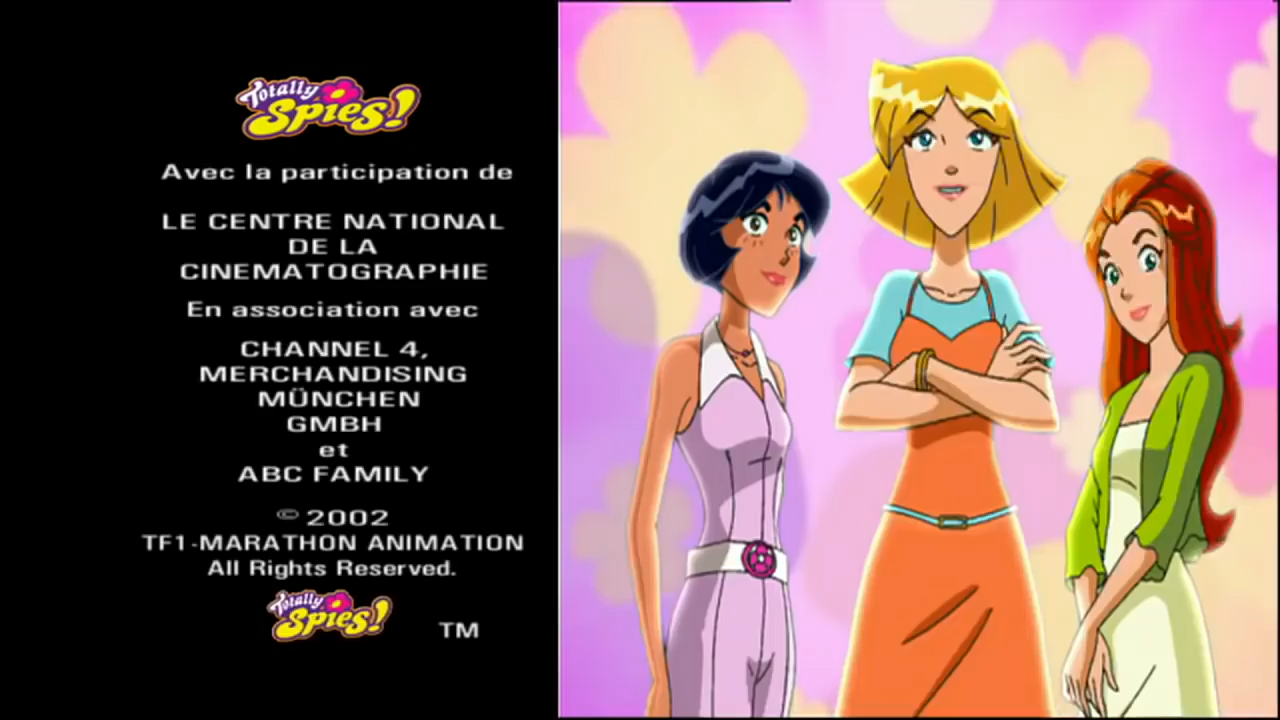 Totally
Spies!
Avec la participation de
LE CENTRE NATIONAL
DE LA
CINEMATOGRAPHIE
En association avec
CHANNEL 4,
MERCHANDISING
MÜNCHEN
GMBH
et
ABC FAMILY
© 2002
TF1-MARATHON ANIMATION
All Rights Reserved.
Totally
Spies!
TM